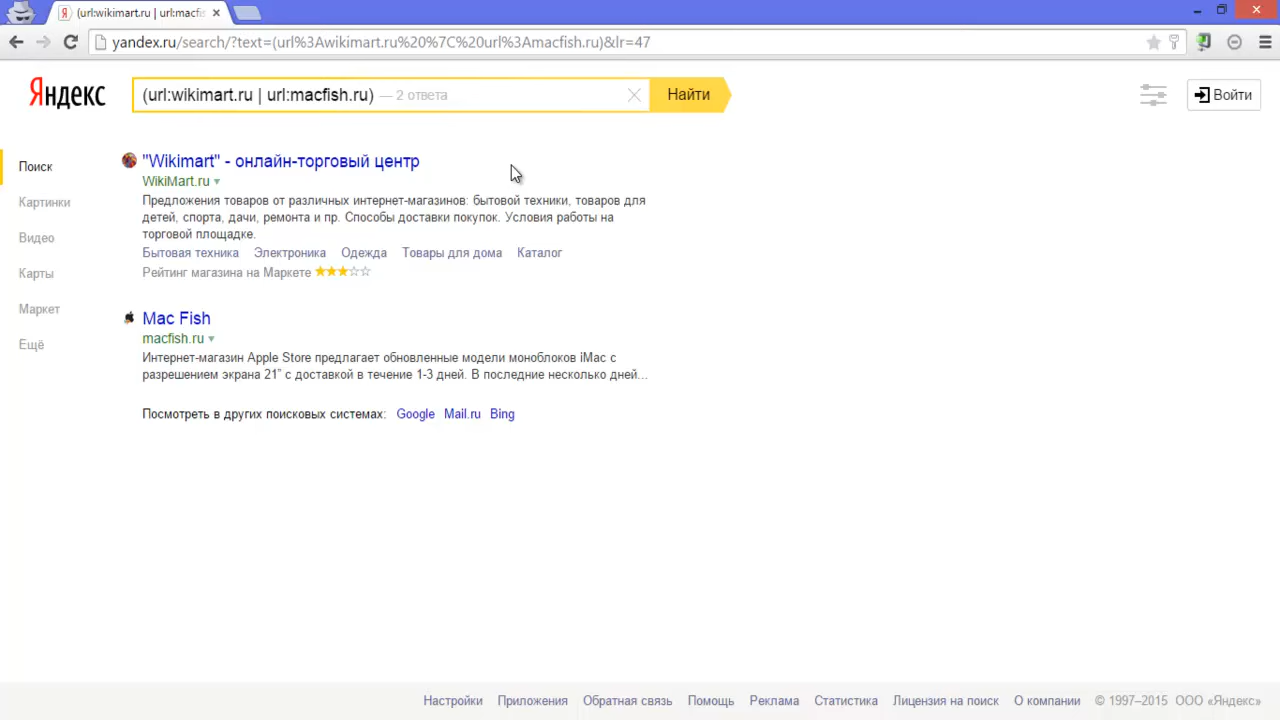 (url:wikimart.ru | url:macfis
yandex.ru/search/?text=(url%3Awikimart.ru%20%7C%20url%3Amacfish.ru)&lr=47
Яндекс
(url:wikimart.ru | url:macfish.ru) — 2 ответа
Найти
Войти
Поиск
Картинки
Видео
Карты
Маркет
Ещё
"Wikimart" - онлайн-торговый центр
WikiMart.ru
Предложения товаров от различных интернет-магазинов: бытовой техники, товаров для
детей, спорта, дачи, ремонта и пр. Способы доставки покупок. Условия работы на
торговой площадке.
Бытовая техника Электроника Одежда Товары для дома Каталог
Рейтинг магазина на Маркете
Mac Fish
macfish.ru
Интернет-магазин Apple Store предлагает обновленные модели моноблоков iMac с
разрешением экрана 21" с доставкой в течение 1-3 дней. В последние несколько дней...
Посмотреть в других поисковых системах: Google Mail.ru Bing
Настройки Приложения Обратная связь Помощь Реклама Статистика Лицензия на поиск О компании © 1997–2015 ООО «Яндекс»